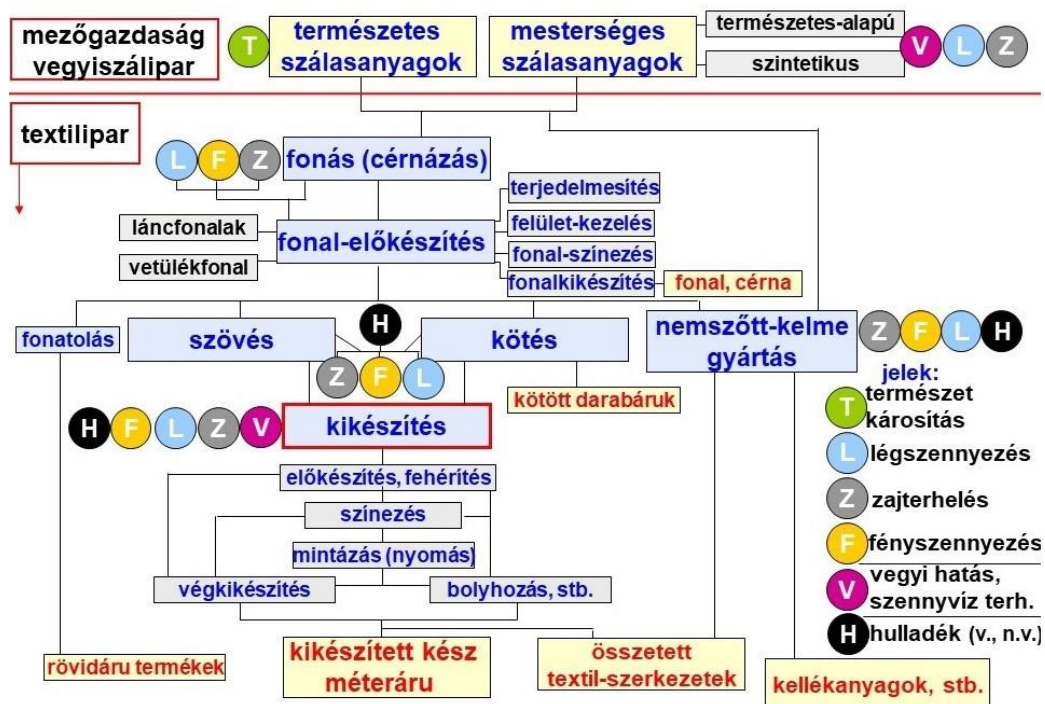 mezőgazdaság
vegyiszálipar
T
természetes
szálasanyagok
mesterséges
szálasanyagok
természetes-alapú
szintetikus
V L Z
textilipar
L F Z
fonás (cérnázás)
láncfonalak
vetülékfonal
fonal-előkészítés
terjedelmesítés
felület-kezelés
fonal-színezés
fonalkikészítés
fonal, cérna
fonatolás
szövés
H
kötés
nemszőtt-kelme
gyártás
Z F L H
Z F L
kötött darabáruk
H F L Z V
kikészítés
előkészítés, fehérítés
színezés
mintázás (nyomás)
végkikészítés
bolyhozás, stb.
rövidáru termékek
kikészített kész
méteráru
összetett
textil-szerkezetek
kellékanyagok, stb.
jelek:
T természet
károsítás
L légszennyezés
Z zajterhelés
F fényszennyezés
V vegyi hatás,
szennyvíz terh.
H hulladék (v., n.v.)